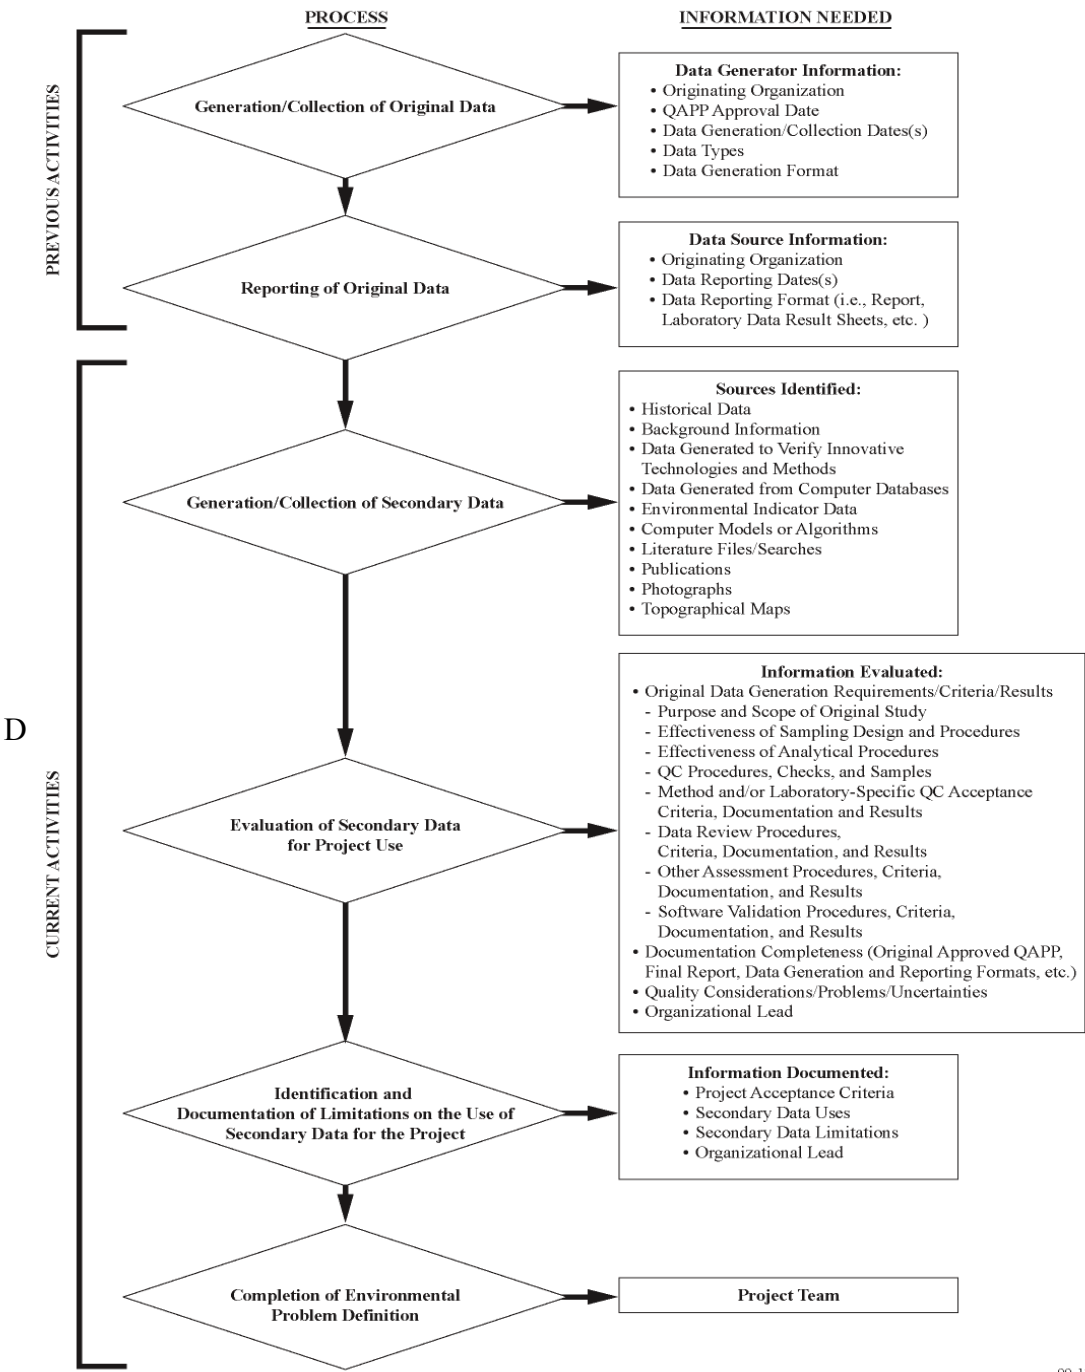 PROCESS
INFORMATION NEEDED
PREVIOUS ACTIVITIES
Generation/Collection of Original Data
Data Generator Information:
• Originating Organization
• QAPP Approval Date
• Data Generation/Collection Dates(s)
• Data Types
• Data Generation Format
Reporting of Original Data
Data Source Information:
• Originating Organization
• Data Reporting Dates(s)
• Data Reporting Format (i.e., Report,
Laboratory Data Result Sheets, etc. )
D
CURRENT ACTIVITIES
Generation/Collection of Secondary Data
Sources Identified:
• Historical Data
• Background Information
• Data Generated to Verify Innovative
Technologies and Methods
• Data Generated from Computer Databases
• Environmental Indicator Data
• Computer Models or Algorithms
• Literature Files/Searches
• Publications
• Photographs
• Topographical Maps
Evaluation of Secondary Data
for Project Use
Information Evaluated:
• Original Data Generation Requirements/Criteria/Results
- Purpose and Scope of Original Study
- Effectiveness of Sampling Design and Procedures
- Effectiveness of Analytical Procedures
- QC Procedures, Checks, and Samples
- Method and/or Laboratory-Specific QC Acceptance
Criteria, Documentation and Results
- Data Review Procedures,
Criteria, Documentation, and Results
- Other Assessment Procedures, Criteria,
Documentation, and Results
- Software Validation Procedures, Criteria,
Documentation, and Results
• Documentation Completeness (Original Approved QAPP,
Final Report, Data Generation and Reporting Formats, etc.)
• Quality Considerations/Problems/Uncertainties
• Organizational Lead
Identification and
Documentation of Limitations on the Use of
Secondary Data for the Project
Information Documented:
• Project Acceptance Criteria
• Secondary Data Uses
• Secondary Data Limitations
• Organizational Lead
Completion of Environmental
Problem Definition
Project Team